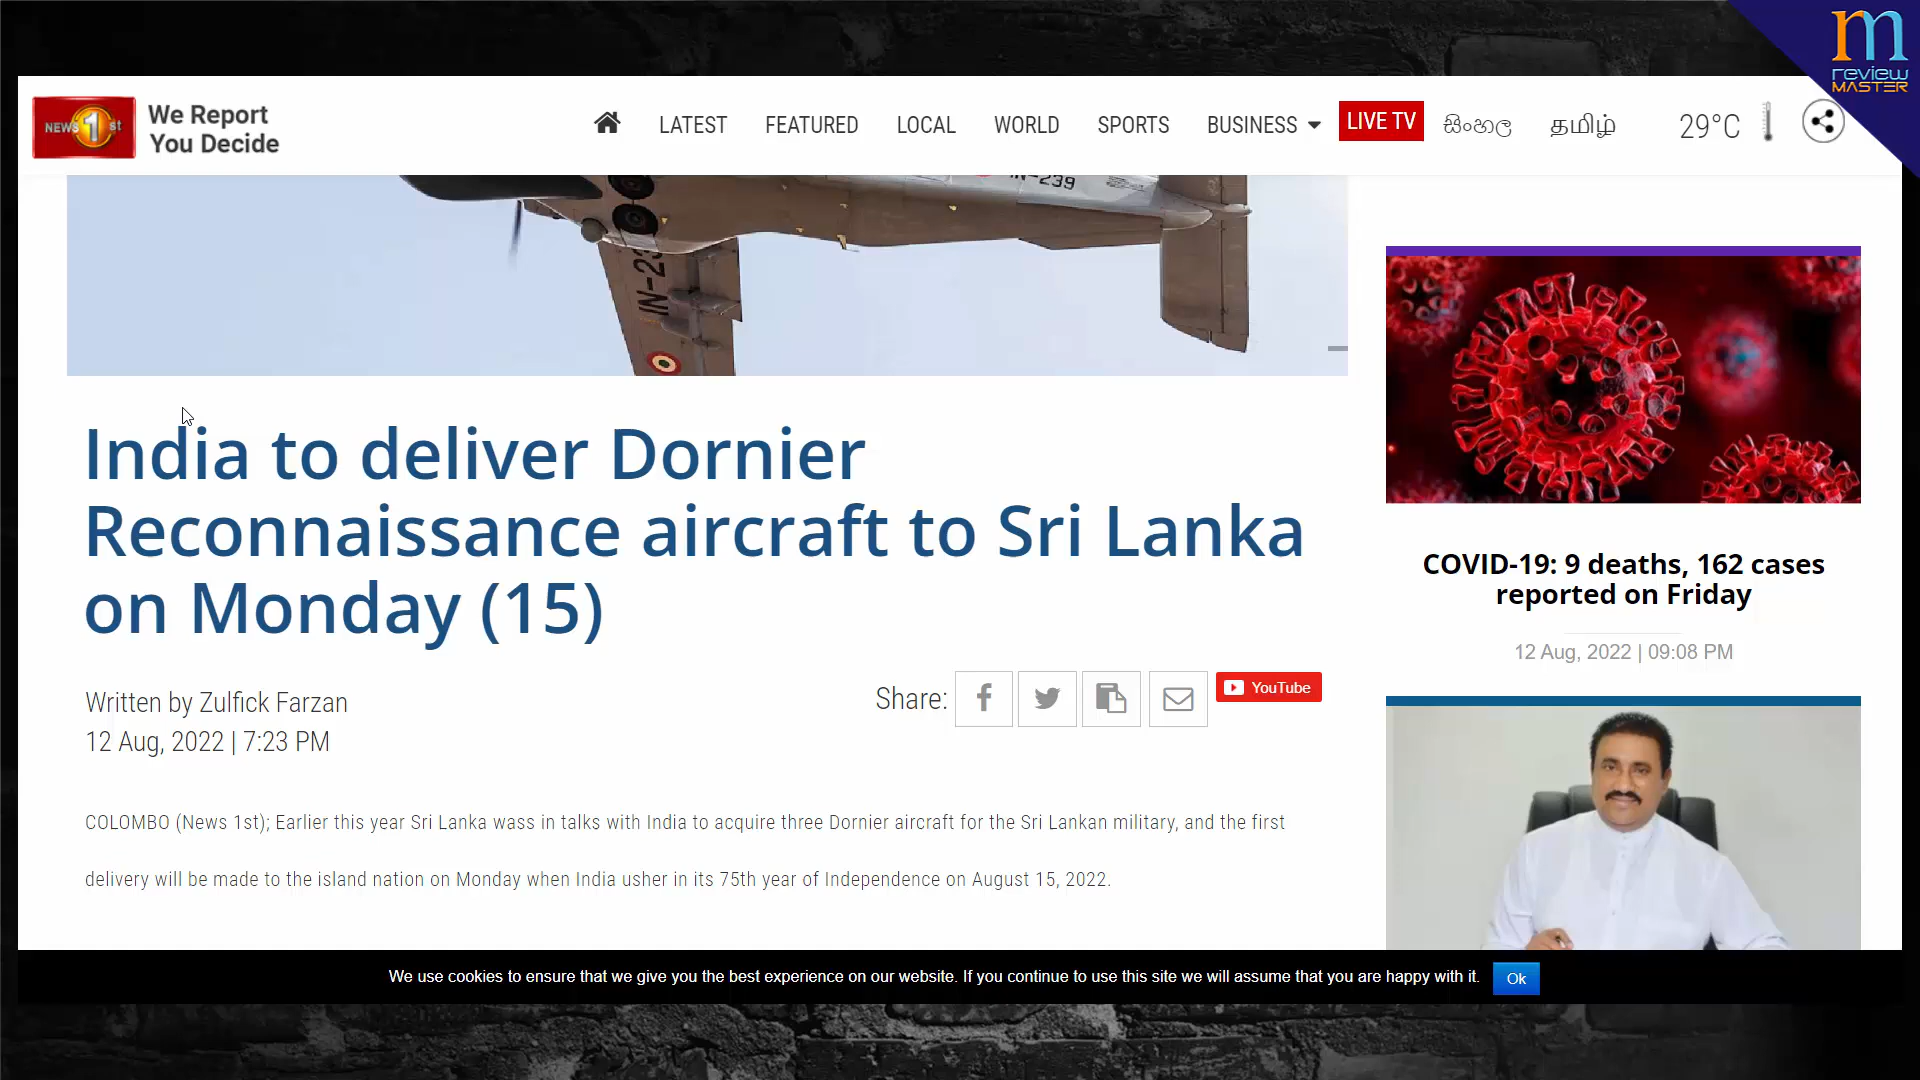 m
review
MASTER
NEWS 1st
We Report
You Decide
LATEST
FEATURED
LOCAL
WORLD
SPORTS
BUSINESS
LIVE TV
සිංහල
தமிழ்
29°C
IN-239
IN-23
India to deliver Dornier
Reconnaissance aircraft to Sri Lanka
on Monday (15)
Written by Zulfick Farzan
12 Aug, 2022 | 7:23 PM
Share:
YouTube
COLOMBO (News 1st); Earlier this year Sri Lanka wass in talks with India to acquire three Dornier aircraft for the Sri Lankan military, and the first
delivery will be made to the island nation on Monday when India usher in its 75th year of Independence on August 15, 2022.
COVID-19: 9 deaths, 162 cases
reported on Friday
12 Aug, 2022 | 09:08 PM
We use cookies to ensure that we give you the best experience on our website. If you continue to use this site we will assume that you are happy with it.
Ok